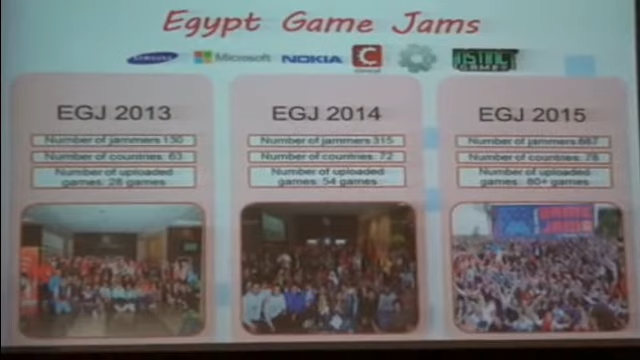 Egypt Game Jams
SAMSUNG Microsoft NOKIA
EGJ 2013
Number of jammers 130
Number of countries: 63
Number of uploaded
games: 28 games
EGJ 2014
Number of jammers 315
Number of countries: 72
Number of uploaded
games: 54 games
EGJ 2015
Number of jammers
Number of countries: 78
Number of uploaded
games: 80+ games